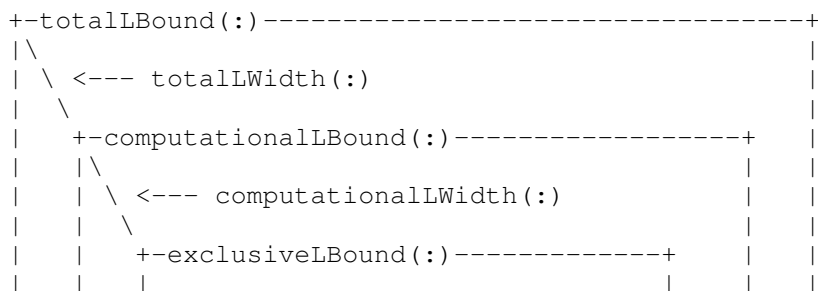 +-totalLBound(:)----------------------------------+
|\                                                |
| \ <--- totalLWidth(:)                           |
|  \                                              |
|   +-computationalLBound(:)------------------+   |
|   |\                                        |   |
|   | \ <--- computationalLWidth(:)           |   |
|   |  \                                      |   |
|   |   +-exclusiveLBound(:)-------------+    |   |
|   |   |                                |    |   |